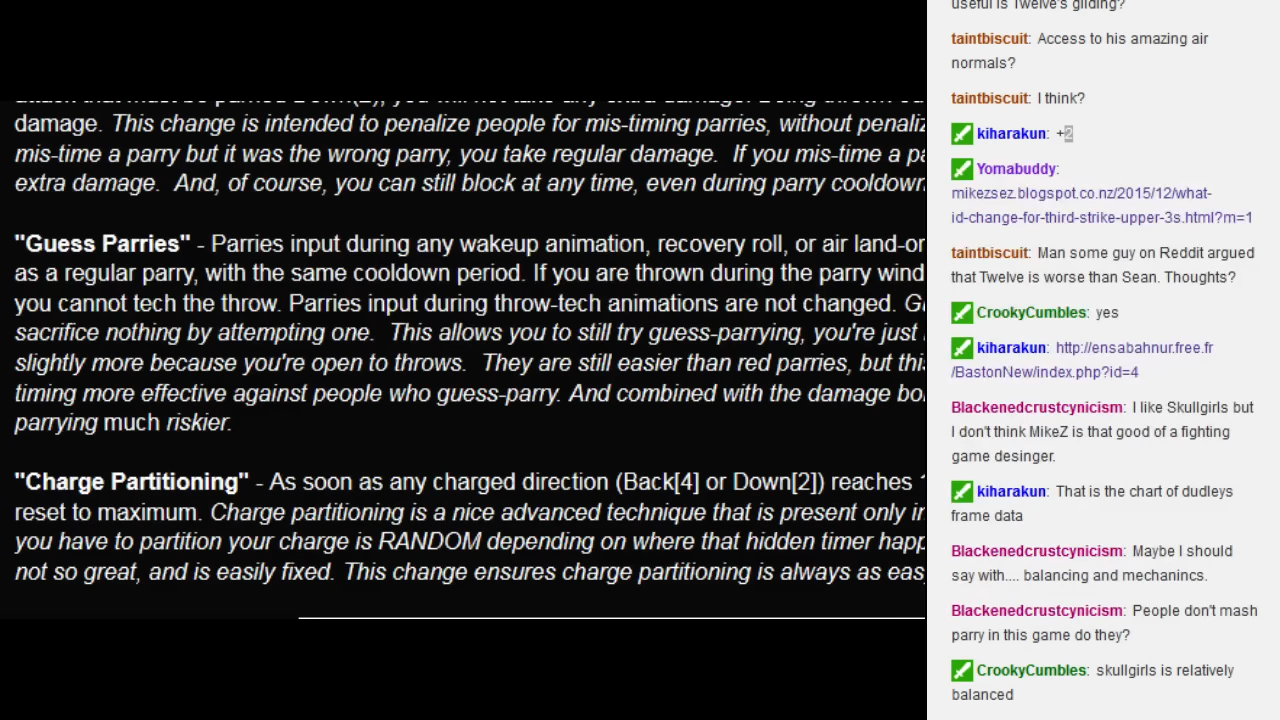 damage. This change is intended to penalize people for mis-timing parries, without penaliz
mis-time a parry but it was the wrong parry, you take regular damage. If you mis-time a pa
extra damage. And, of course, you can still block at any time, even during parry cooldown
"Guess Parries" - Parries input during any wakeup animation, recovery roll, or air land-or
as a regular parry, with the same cooldown period. If you are thrown during the parry wind
you cannot tech the throw. Parries input during throw-tech animations are not changed. G
sacrifice nothing by attempting one. This allows you to still try guess-parrying, you're just
slightly more because you're open to throws. They are still easier than red parries, but this
timing more effective against people who guess-parry. And combined with the damage bo
parrying much riskier.
"Charge Partitioning" - As soon as any charged direction (Back[4] or Down[2]) reaches
reset to maximum. Charge partitioning is a nice advanced technique that is present only in
you have to partition your charge is RANDOM depending on where that hidden timer happ
not so great, and is easily fixed. This change ensures charge partitioning is always as eas
useful is Twelve's gliding?
taintbiscuit: Access to his amazing air
normals?
taintbiscuit: I think?
kiharakun: +2
Yomabuddy:
mikezsez.blogspot.co.nz/2015/12/what-
id-change-for-third-strike-upper-3s.html?m=1
taintbiscuit: Man some guy on Reddit argued
that Twelve is worse than Sean. Thoughts?
CrookyCumbles: yes
kiharakun: http://ensabahnur.free.fr
/BastonNew/index.php?id=4
Blackenedcrustcynicism: I like Skullgirls but
I don't think MikeZ is that good of a fighting
game desinger.
kiharakun: That is the chart of dudleys
frame data
Blackenedcrustcynicism: Maybe I should
say with.... balancing and mechanincs.
Blackenedcrustcynicism: People don't mash
parry in this game do they?
CrookyCumbles: skullgirls is relatively
balanced